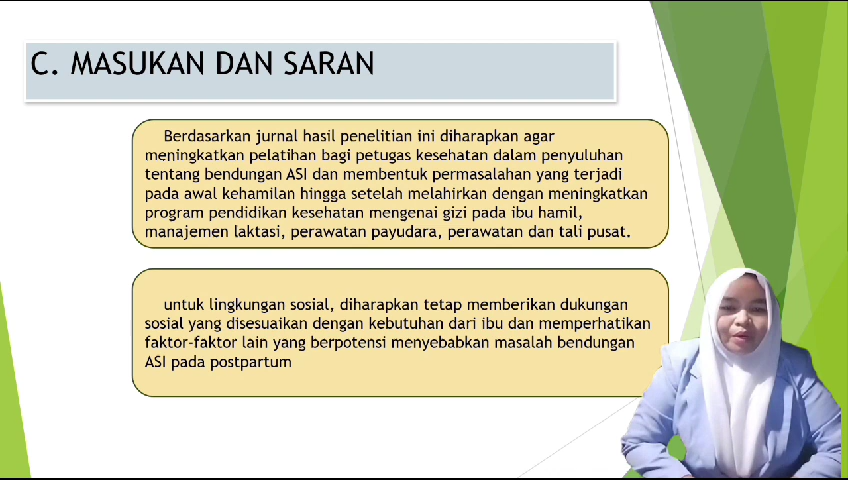 C. MASUKAN DAN SARAN
Berdasarkan jurnal hasil penelitian ini diharapkan agar
meningkatkan pelatihan bagi petugas kesehatan dalam penyuluhan
tentang bendungan ASI dan membentuk permasalahan yang terjadi
pada awal kehamilan hingga setelah melahirkan dengan meningkatkan
program pendidikan kesehatan mengenai gizi pada ibu hamil,
manajemen laktasi, perawatan payudara, perawatan dan tali pusat.
untuk lingkungan sosial, diharapkan tetap memberikan dukungan
sosial yang disesuaikan dengan kebutuhan dari ibu dan memperhatikan
faktor-faktor lain yang berpotensi menyebabkan masalah bendungan
ASI pada postpartum